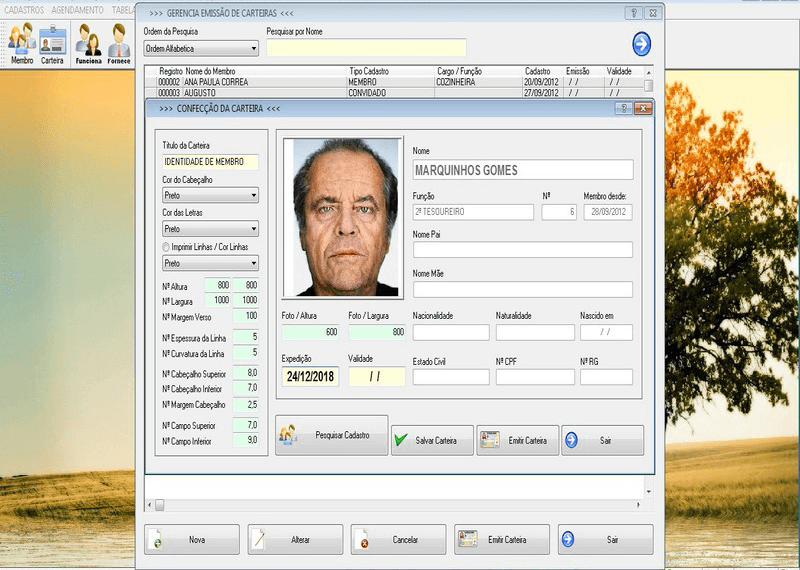 CADASTROS AGENDAMENTO TABELA
>>> GERENCIA EMISSÃO DE CARTEIRAS <<<
Membro Carteira Funciona Fornece
Ordem da Pesquisa
Ordem Alfabetica
Pesquisar por Nome
Registro Nome do Membro Tipo Cadastro Cargo / Função Cadastro Emissão Validade
000002 ANA PAULA CORREA MEMBRO COZINHEIRA 20/09/2012 / / / /
000003 AUGUSTO CONVIDADO 27/09/2012 / / / /
>>> CONFECÇÃO DA CARTEIRA <<<
Título da Carteira
IDENTIDADE DE MEMBRO
Cor do Cabeçalho
Preto
Cor das Letras
Preto
Imprimir Linhas / Cor Linhas
Preto
Nº Altura 800 800
Nº Largura 1000 1000
Nº Margem Verso 100
Nº Espessura da Linha 5
Nº Curvatura da Linha 5
Nº Cabeçalho Superior 8,0
Nº Cabeçalho Inferior 7,0
Nº Margem Cabeçalho 2,5
Nº Campo Superior 7,0
Nº Campo Inferior 9,0
Nome
MARQUINHOS GOMES
Função Nº Membro desde:
2º TESOUREIRO 6 28/09/2012
Nome Pai
Nome Mãe
Foto / Altura Foto / Largura Nacionalidade Naturalidade Nascido em
600 800 / /
Expedição Validade Estado Civil Nº CPF Nº RG
24/12/2018 / /
Pesquisar Cadastro Salvar Carteira Emitir Carteira Sair
Nova Alterar Cancelar Emitir Carteira Sair